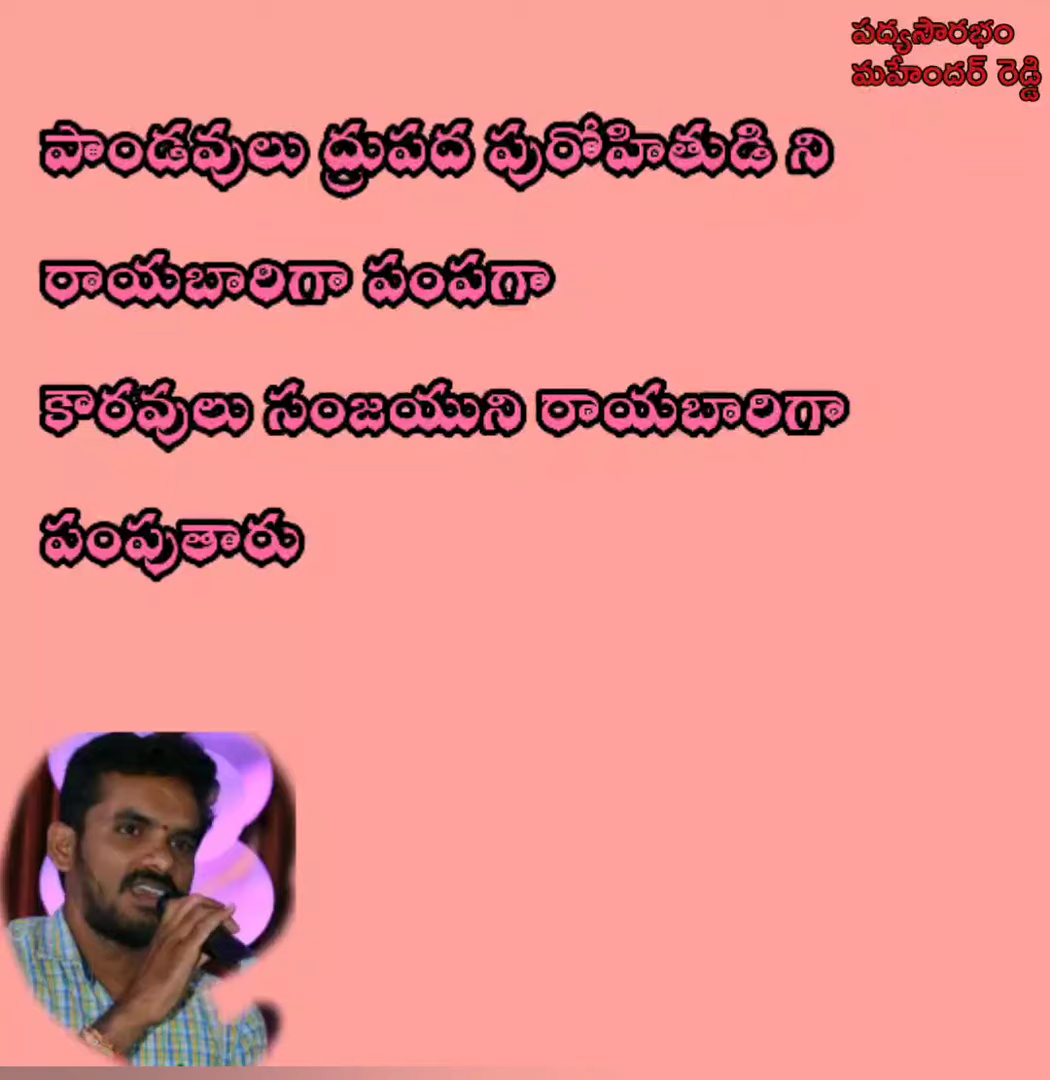 పద్యసౌరభం
మహేందర్ రెడ్డి
పాండవులు ద్రుపద పురోహితుడి ని
రాయబారిగా పంపగా
కౌరవులు సంజయుని రాయబారిగా
పంపుతారు